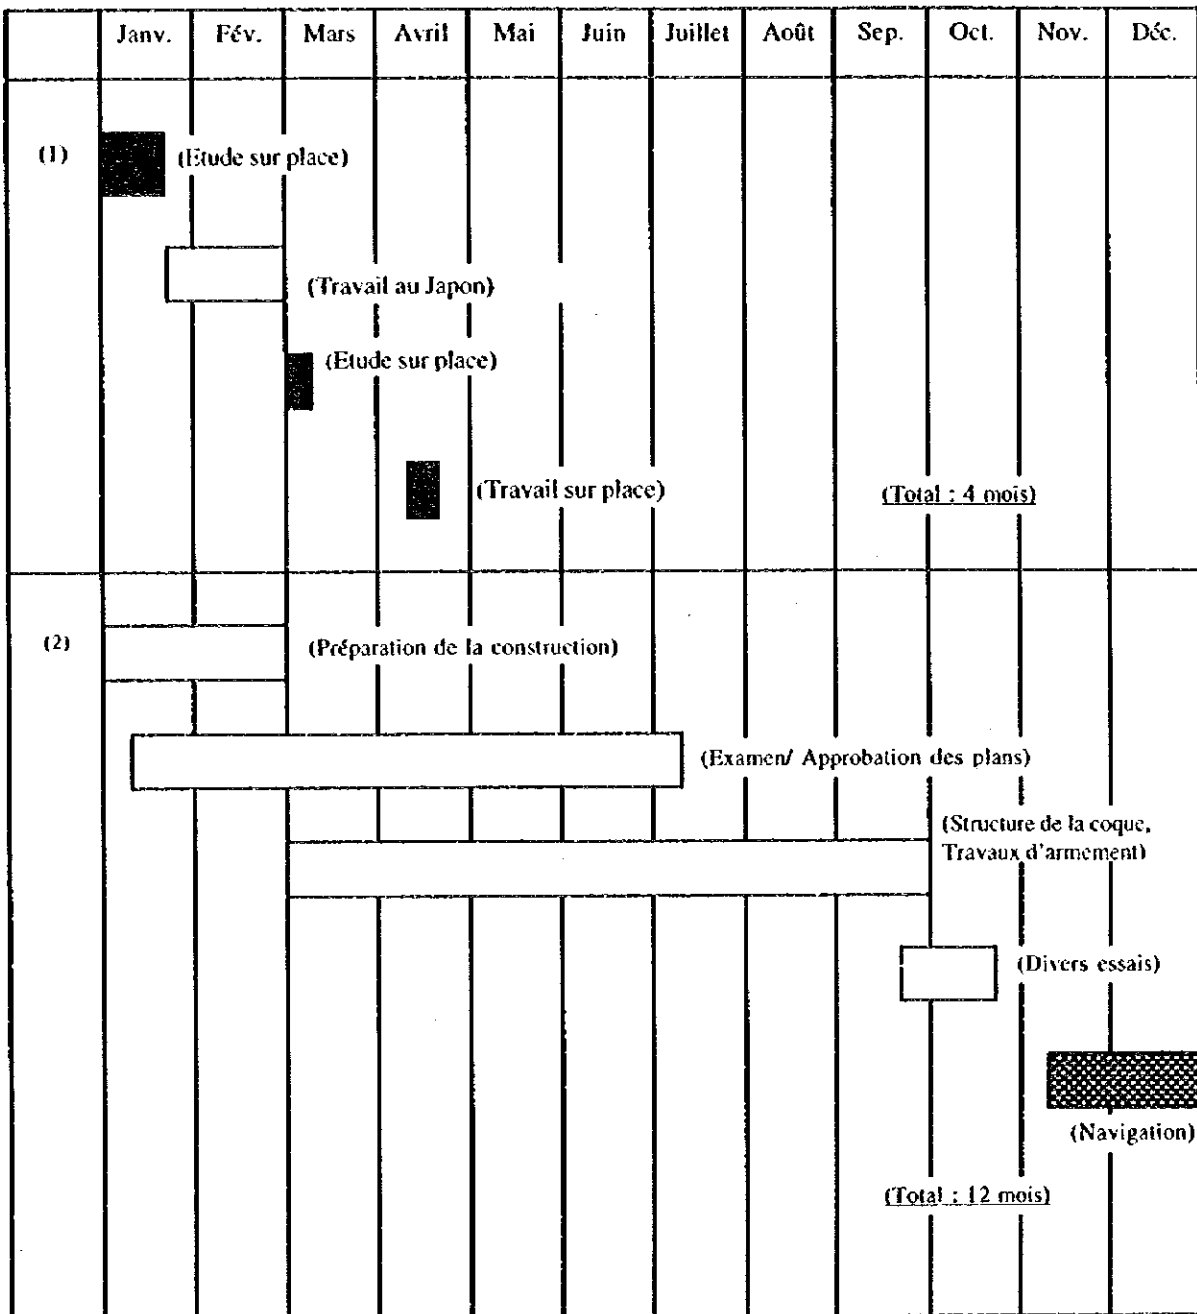 Janv. Fév. Mars Avril Mai Juin Juillet Août Sep. Oct. Nov. Déc.
(1)
(Etude sur place)
(Travail au Japon)
(Etude sur place)
(Travail sur place)
(Total : 4 mois)
(2)
(Préparation de la construction)
(Examen/ Approbation des plans)
(Structure de la coque,
Travaux d'armement)
(Divers essais)
(Navigation)
(Total : 12 mois)